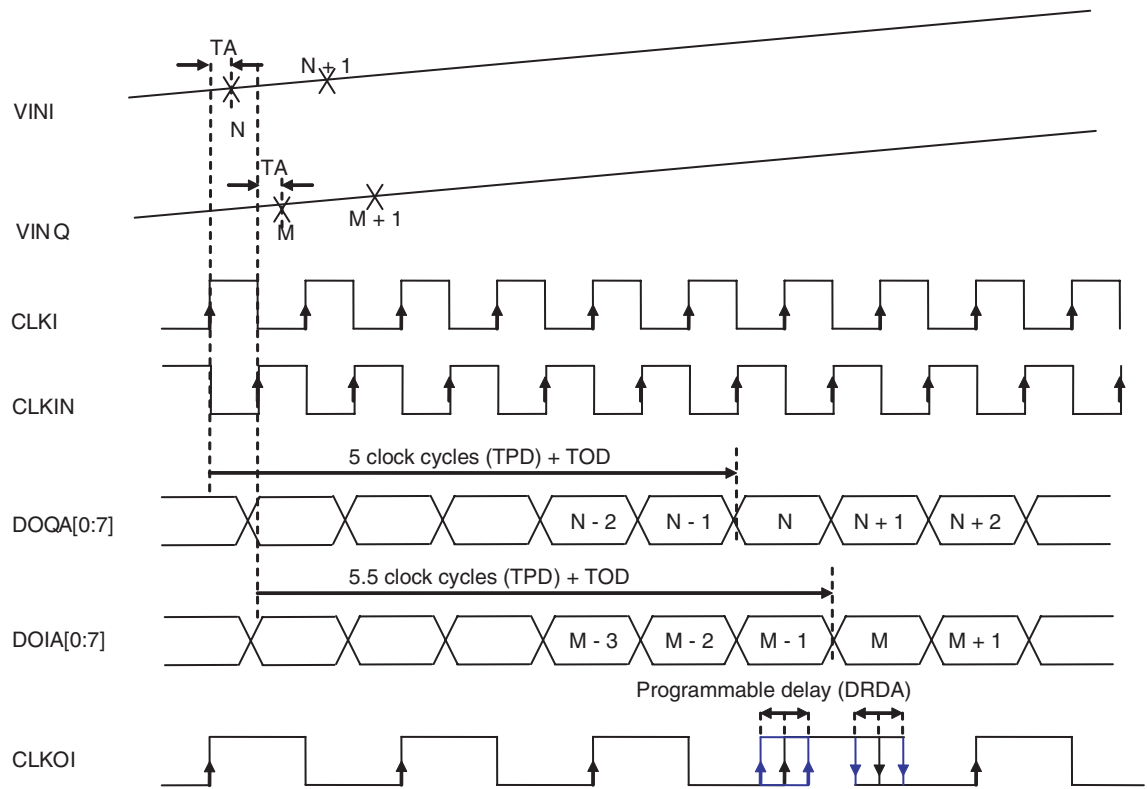 TA
N + 1
VINI
N
TA
VIN Q
M
M + 1
CLKI
CLKIN
5 clock cycles (TPD) + TOD
DOQA[0:7]
N - 2
N - 1
N
N + 1
N + 2
5.5 clock cycles (TPD) + TOD
DOIA[0:7]
M - 3
M - 2
M - 1
M
M + 1
Programmable delay (DRDA)
CLKOI